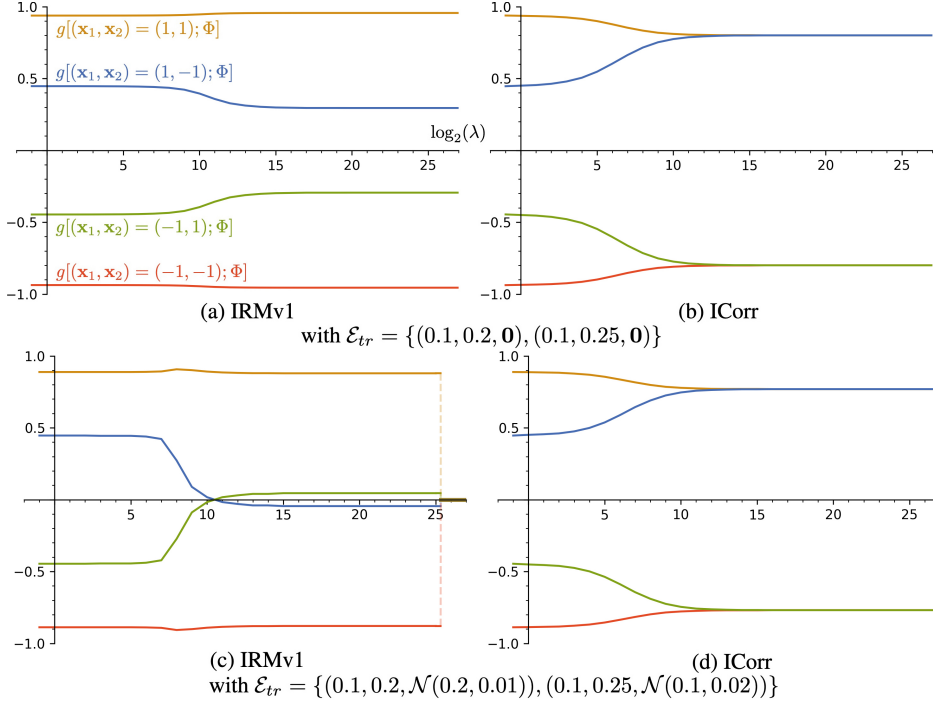 1.0
1.0
g[(x₁, x₂) = (1, 1); Φ]
g[(x₁, x₂) = (1, −1); Φ]
0.5
0.5
log₂(λ)
5 10 15 20 25
5 10 15 20 25
−0.5
−0.5
g[(x₁, x₂) = (−1, 1); Φ]
g[(x₁, x₂) = (−1, −1); Φ]
−1.0
−1.0
(a) IRMv1
(b) ICorr
with ℰ_tr = {(0.1, 0.2, 0), (0.1, 0.25, 0)}
1.0
1.0
0.5
0.5
5 10 15 20 25
5 10 15 20 25
−0.5
−0.5
−1.0
−1.0
(c) IRMv1
(d) ICorr
with ℰ_tr = {(0.1, 0.2, 𝒩(0.2, 0.01)), (0.1, 0.25, 𝒩(0.1, 0.02))}